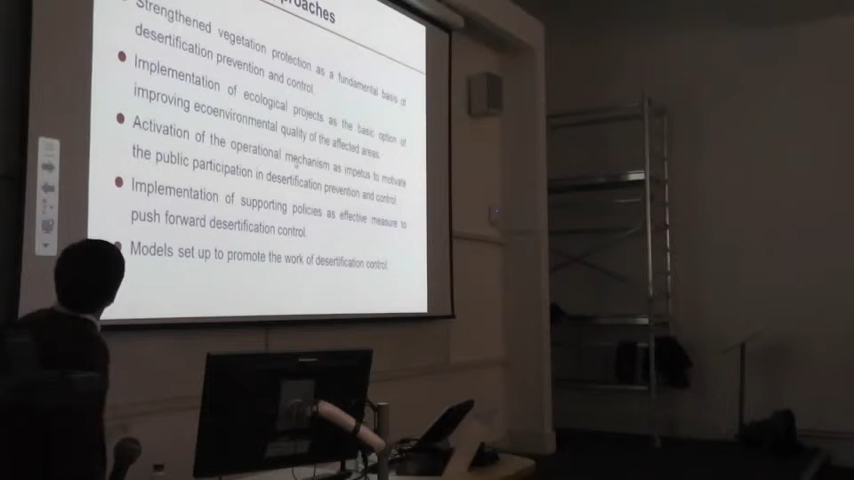 Strengthened vegetation protection as a fundamental basis of
desertification prevention and control.
Implementation of ecological projects as the basic option of
improving ecoenvironmental quality of the affected areas.
Activation of the operational mechanism as impetus to motivate
the public participation in desertification prevention and control.
Implementation of supporting policies as effective measure to
push forward desertification control.
Models set up to promote the work of desertification control.